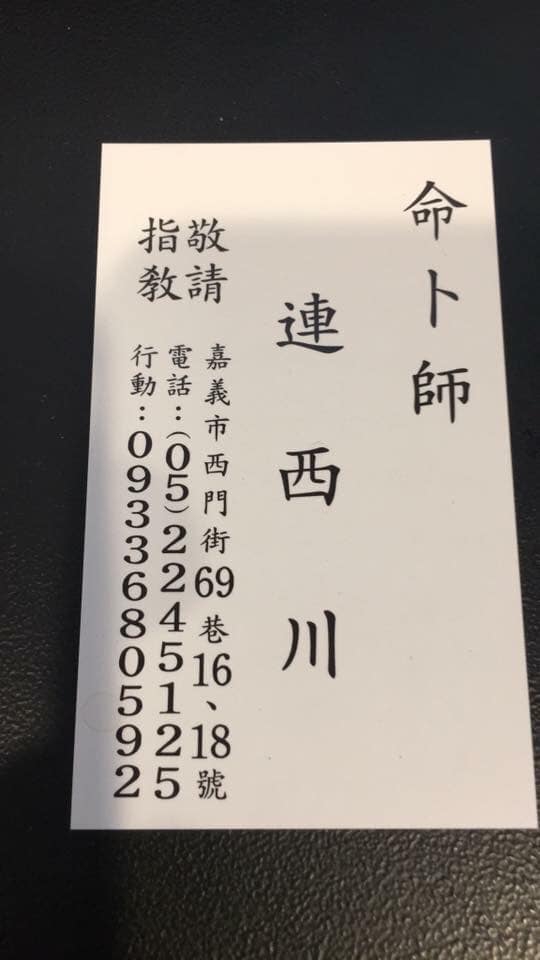 命卜師
連西川
敬請
指教
嘉義市西門街69巷16、18號
電話：(05)2245125
行動：0933680592